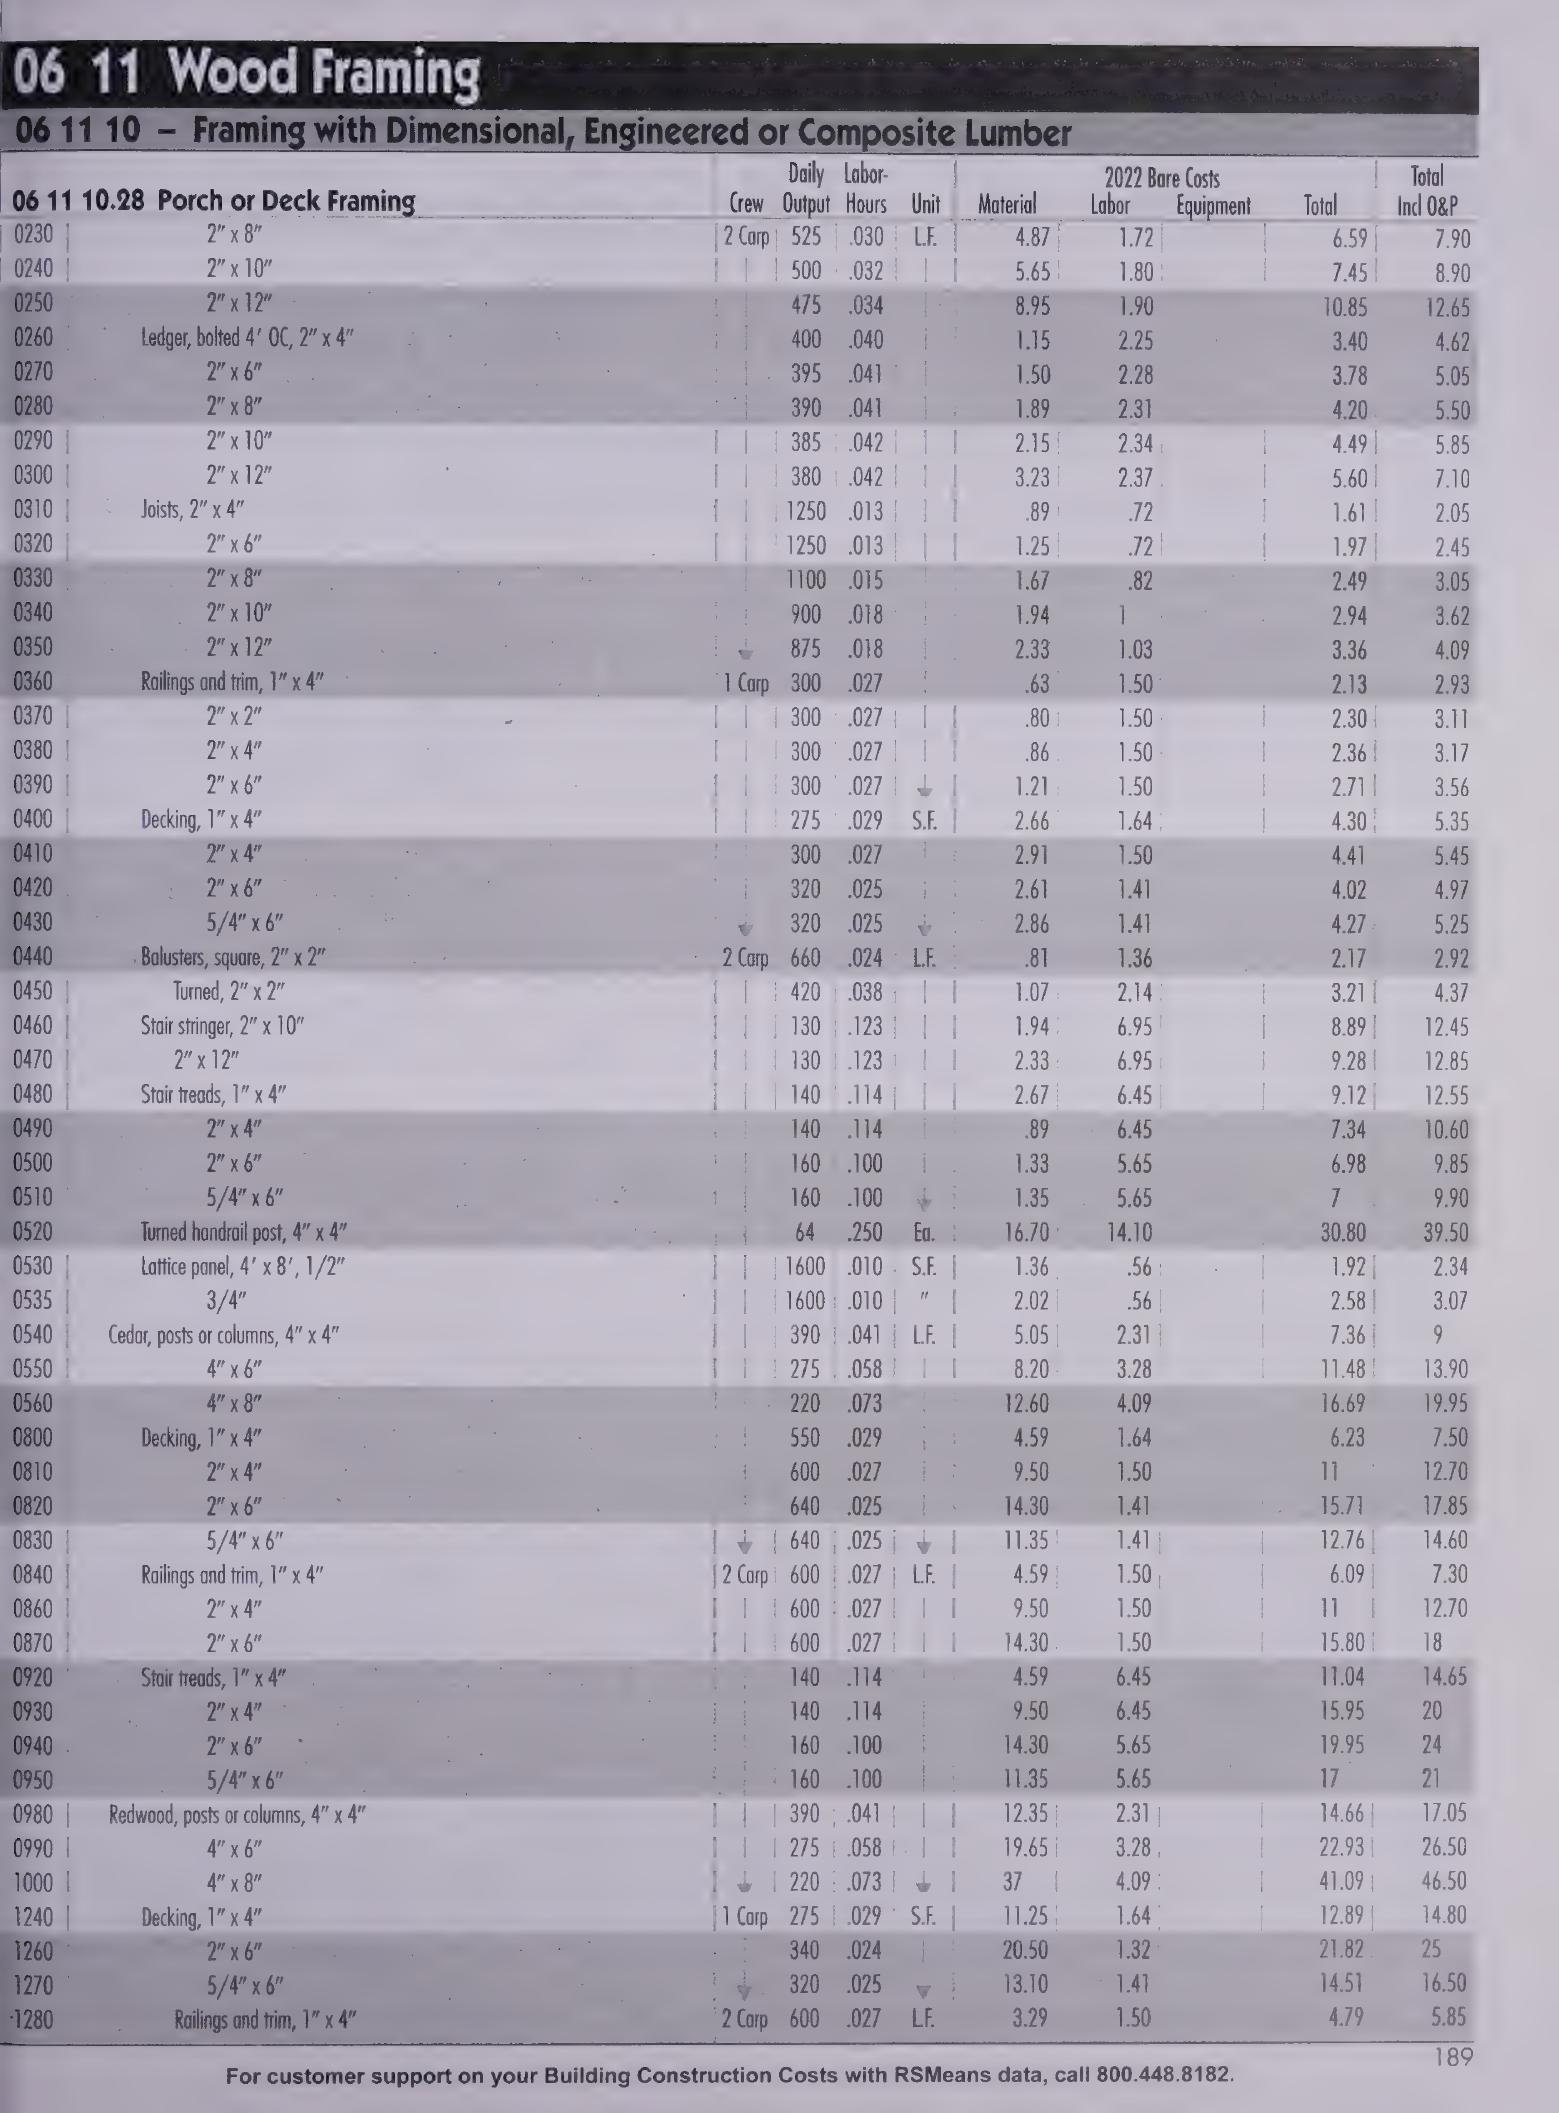 06 11 Wood Framing
06 11 10 – Framing with Dimensional, Engineered or Composite Lumber
Daily Labor- 2022 Bare Costs Total
06 11 10.28 Porch or Deck Framing Crew Output Hours Unit Material Labor Equipment Total Incl O&P
0230 2" x 8" 2 Carp 525 .030 L.F. 4.87 1.72 6.59 7.90
0240 2" x 10" 500 .032 5.65 1.80 7.45 8.90
0250 2" x 12" 475 .034 8.95 1.90 10.85 12.65
0260 Ledger, bolted 4' OC, 2" x 4" 400 .040 1.15 2.25 3.40 4.62
0270 2" x 6" 395 .041 1.50 2.28 3.78 5.05
0280 2" x 8" 390 .041 1.89 2.31 4.20 5.50
0290 2" x 10" 385 .042 2.15 2.34 4.49 5.85
0300 2" x 12" 380 .042 3.23 2.37 5.60 7.10
0310 Joists, 2" x 4" 1250 .013 .89 .72 1.61 2.05
0320 2" x 6" 1250 .013 1.25 .72 1.97 2.45
0330 2" x 8" 1100 .015 1.67 .82 2.49 3.05
0340 2" x 10" 900 .018 1.94 1 2.94 3.62
0350 2" x 12" 875 .018 2.33 1.03 3.36 4.09
0360 Railings and trim, 1" x 4" 1 Carp 300 .027 .63 1.50 2.13 2.93
0370 2" x 2" 300 .027 .80 1.50 2.30 3.11
0380 2" x 4" 300 .027 .86 1.50 2.36 3.17
0390 2" x 6" 300 .027 1.21 1.50 2.71 3.56
0400 Decking, 1" x 4" 275 .029 S.F. 2.66 1.64 4.30 5.35
0410 2" x 4" 300 .027 2.91 1.50 4.41 5.45
0420 2" x 6" 320 .025 2.61 1.41 4.02 4.97
0430 5/4" x 6" 320 .025 2.86 1.41 4.27 5.25
0440 Balusters, square, 2" x 2" 2 Carp 660 .024 L.F. .81 1.36 2.17 2.92
0450 Turned, 2" x 2" 420 .038 1.07 2.14 3.21 4.37
0460 Stair stringer, 2" x 10" 130 .123 1.94 6.95 8.89 12.45
0470 2" x 12" 130 .123 2.33 6.95 9.28 12.85
0480 Stair treads, 1" x 4" 140 .114 2.67 6.45 9.12 12.55
0490 2" x 4" 140 .114 .89 6.45 7.34 10.60
0500 2" x 6" 160 .100 1.33 5.65 6.98 9.85
0510 5/4" x 6" 160 .100 1.35 5.65 7 9.90
0520 Turned handrail post, 4" x 4" 64 .250 Ea. 16.70 14.10 30.80 39.50
0530 Lattice panel, 4' x 8', 1/2" 1600 .010 S.F. 1.36 .56 1.92 2.34
0535 3/4" 1600 .010 " 2.02 .56 2.58 3.07
0540 Cedar, posts or columns, 4" x 4" 390 .041 L.F. 5.05 2.31 7.36 9
0550 4" x 6" 275 .058 8.20 3.28 11.48 13.90
0560 4" x 8" 220 .073 12.60 4.09 16.69 19.95
0800 Decking, 1" x 4" 550 .029 4.59 1.64 6.23 7.50
0810 2" x 4" 600 .027 9.50 1.50 11 12.70
0820 2" x 6" 640 .025 14.30 1.41 15.71 17.85
0830 5/4" x 6" 640 .025 11.35 1.41 12.76 14.60
0840 Railings and trim, 1" x 4" 2 Carp 600 .027 L.F. 4.59 1.50 6.09 7.30
0860 2" x 4" 600 .027 9.50 1.50 11 12.70
0870 2" x 6" 600 .027 14.30 1.50 15.80 18
0920 Stair treads, 1" x 4" 140 .114 4.59 6.45 11.04 14.65
0930 2" x 4" 140 .114 9.50 6.45 15.95 20
0940 2" x 6" 160 .100 14.30 5.65 19.95 24
0950 5/4" x 6" 160 .100 11.35 5.65 17 21
0980 Redwood, posts or columns, 4" x 4" 390 .041 12.35 2.31 14.66 17.05
0990 4" x 6" 275 .058 19.65 3.28 22.93 26.50
1000 4" x 8" 220 .073 37 4.09 41.09 46.50
1240 Decking, 1" x 4" 1 Carp 275 .029 S.F. 11.25 1.64 12.89 14.80
1260 2" x 6" 340 .024 20.50 1.32 21.82 25
1270 5/4" x 6" 320 .025 13.10 1.41 14.51 16.50
1280 Railings and trim, 1" x 4" 2 Carp 600 .027 L.F. 3.29 1.50 4.79 5.85
189
For customer support on your Building Construction Costs with RSMeans data, call 800.448.8182.